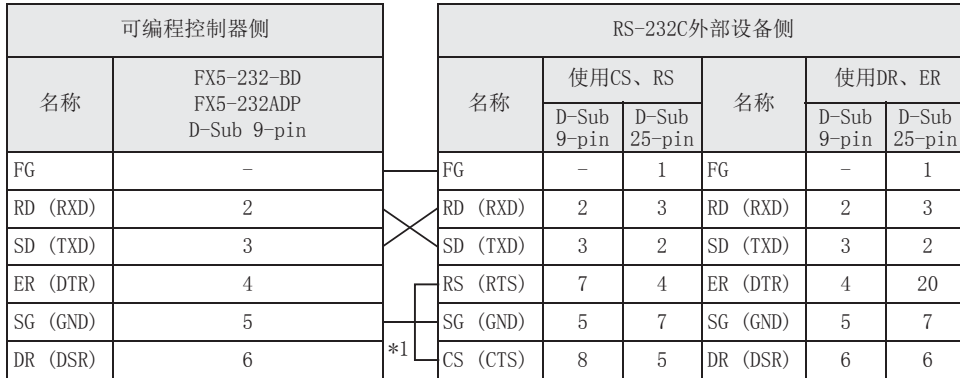 可编程控制器侧
RS-232C外部设备侧
名称
FX5-232-BD
FX5-232ADP
D-Sub 9-pin
名称
使用CS、RS
名称
使用DR、ER
D-Sub
9-pin
D-Sub
25-pin
D-Sub
9-pin
D-Sub
25-pin
FG － FG － 1 FG － 1
RD (RXD) 2 RD (RXD) 2 3 RD (RXD) 2 3
SD (TXD) 3 SD (TXD) 3 2 SD (TXD) 3 2
ER (DTR) 4 RS (RTS) 7 4 ER (DTR) 4 20
SG (GND) 5 SG (GND) 5 7 SG (GND) 5 7
DR (DSR) 6 *1 CS (CTS) 8 5 DR (DSR) 6 6